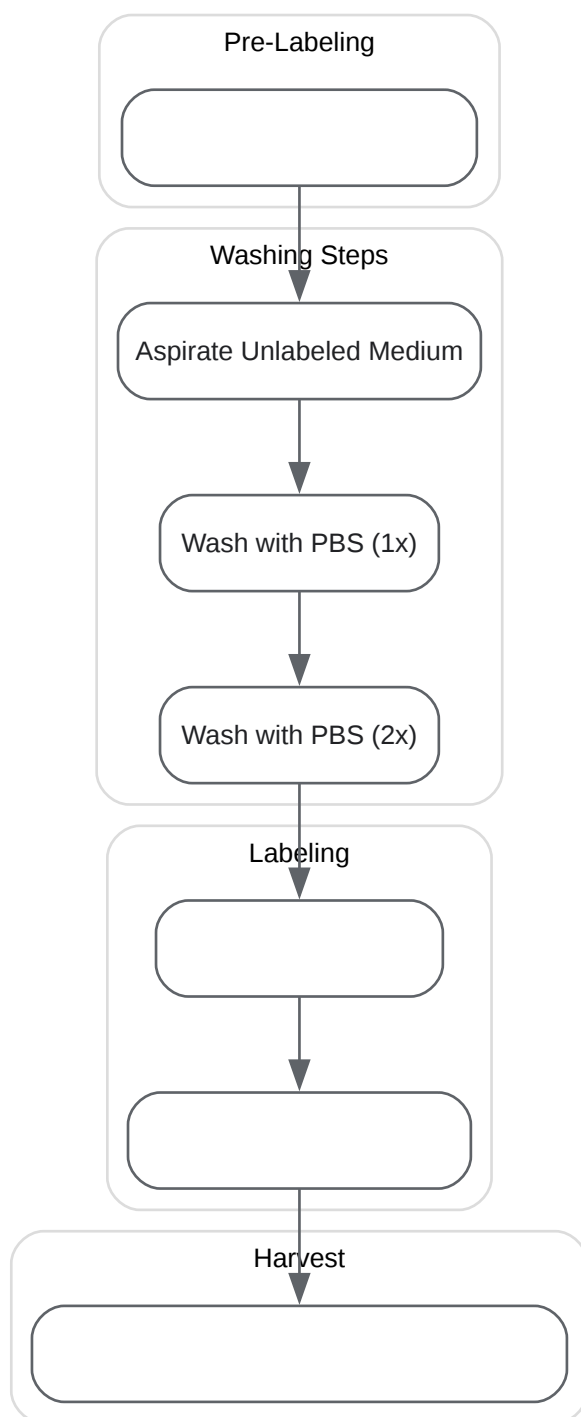 Pre-Labeling
Washing Steps
Aspirate Unlabeled Medium
Wash with PBS (1x)
Wash with PBS (2x)
Labeling
Harvest